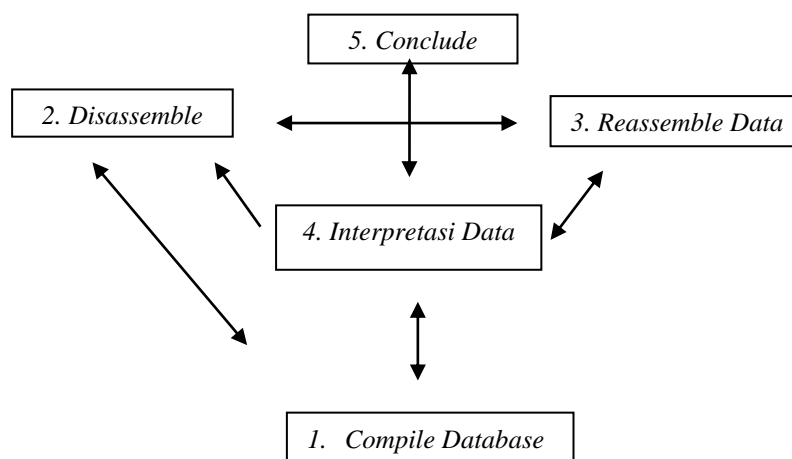 5. Conclude
2. Disassemble
3. Reassemble Data
4. Interpretasi Data
1. Compile Database